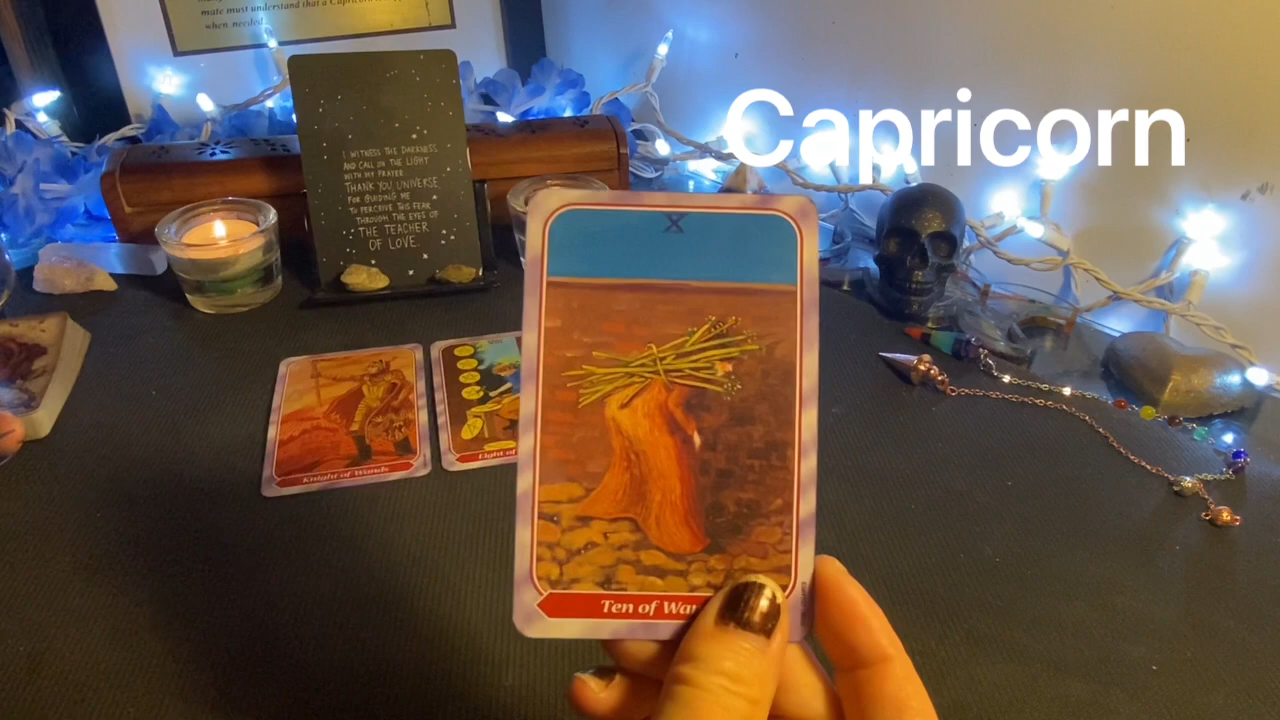 mate must understand that a Capricorn
when needed.
Capricorn
I WITNESS THE DARKNESS
AND CALL ON THE LIGHT
WITH MY PRAYER
THANK YOU, UNIVERSE
FOR GUIDING ME
TO PERCEIVE THIS FEAR
THROUGH THE EYES OF
THE TEACHER
OF LOVE.
X
Knight of Wands
Eight of
Ten of Wa